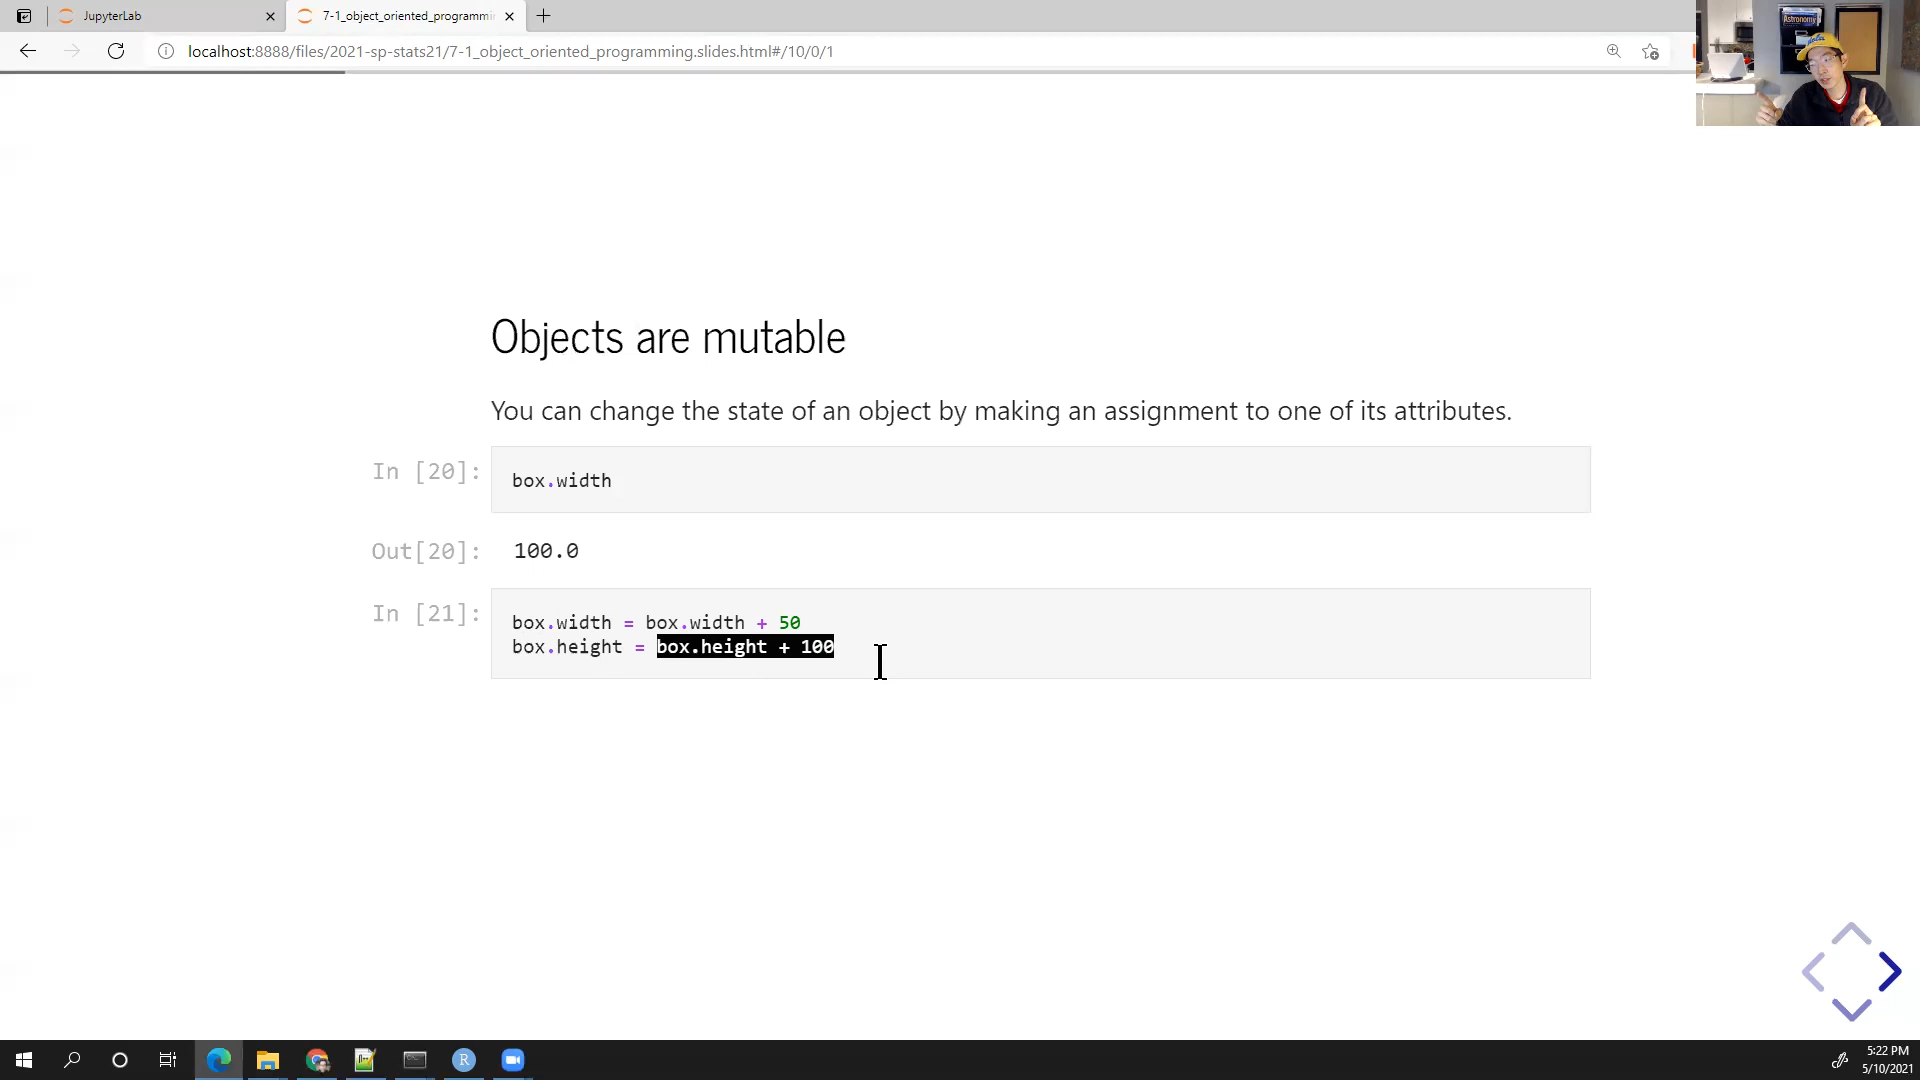 JupyterLab
7-1_object_oriented_programmin
localhost:8888/files/2021-sp-stats21/7-1_object_oriented_programming.slides.html#/10/0/1
Astronomy
Objects are mutable
You can change the state of an object by making an assignment to one of its attributes.
In [20]:
box.width
Out[20]:
100.0
In [21]:
box.width = box.width + 50
box.height = box.height + 100
R
5:22 PM
5/10/2021